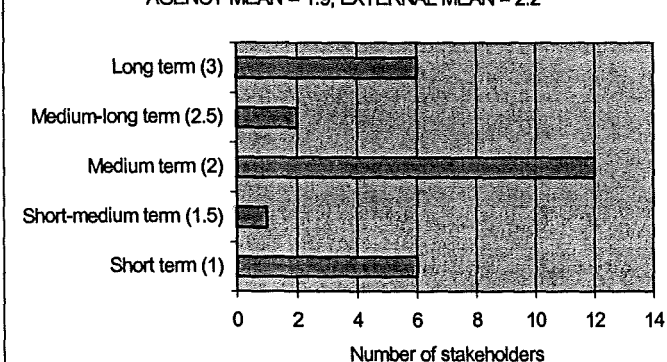 AGENCY MEAN = 1.9; EXTERNAL MEAN = 2.2
Long term (3)
Medium-long term (2.5)
Medium term (2)
Short-medium term (1.5)
Short term (1)
0 2 4 6 8 10 12 14
Number of stakeholders